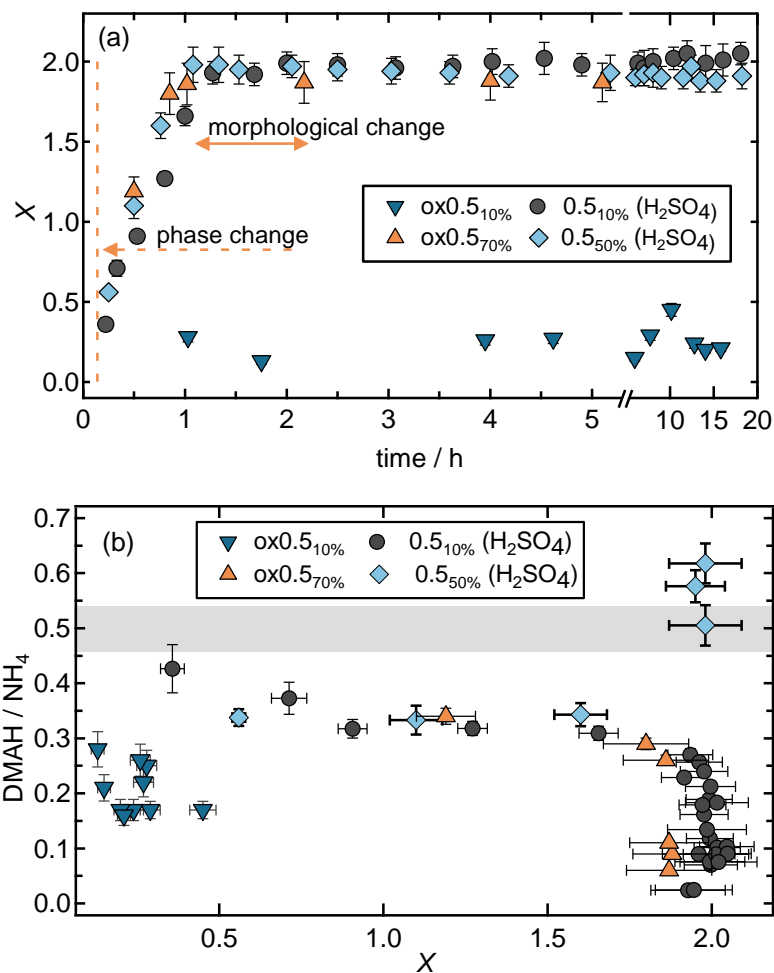 (a)
2.0
1.5
1.0
0.5
0.0
X
morphological change
phase change
ox0.5₁₀% 0.5₁₀% (H₂SO₄)
ox0.5₇₀% 0.5₅₀% (H₂SO₄)
0 1 2 3 4 5 10 15 20
time / h
(b)
0.7
0.6
0.5
0.4
0.3
0.2
0.1
0.0
DMAH / NH₄
ox0.5₁₀% 0.5₁₀% (H₂SO₄)
ox0.5₇₀% 0.5₅₀% (H₂SO₄)
0.5 1.0 1.5 2.0
X